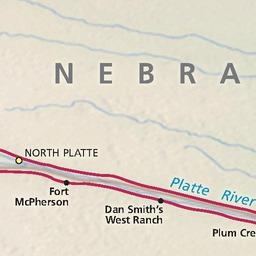 N E B R A
NORTH PLATTE
Platte River
Fort
McPherson
Dan Smith's
West Ranch
Plum Cre